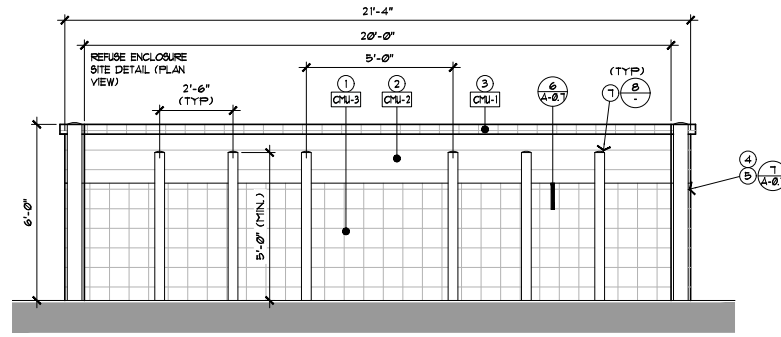 21'-4"
20'-0"
REFUSE ENCLOSURE
SITE DETAIL (PLAN
VIEW)
5'-0"
2'-6"
(TYP)
1
CMU-3
2
CMU-2
3
CMU-1
6
A-0.7
(TYP)
7
8
-
6'-0"
5'-0" (MIN.)
4
5
7